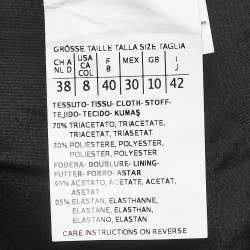 GRÖSSE TAILLE TALLA SIZE TAGLIA
CH A NL D USA CA F B MEX GB I J
38 8 40 30 10 42
TESSUTO-TISSU-CLOTH-STOFF-
TEJIDO-TECIDO-KUMAŞ
70% TRIACETATO, TRIACETATE,
TRIACETAT, TRIASETAT
30% POLIESTERE, POLYESTER,
POLIÉSTER, POLYESTER
FODERA-DOUBLURE-LINING-
FUTTER-FORRO-ASTAR
95% ACETATO, ACETATE, ACETAT,
ASETAT
05% ELASTAN, ELASTHANNE,
ELASTANE, ELASTHAN,
ELASTANO, ELASTAN
CARE INSTRUCTIONS ON REVERSE